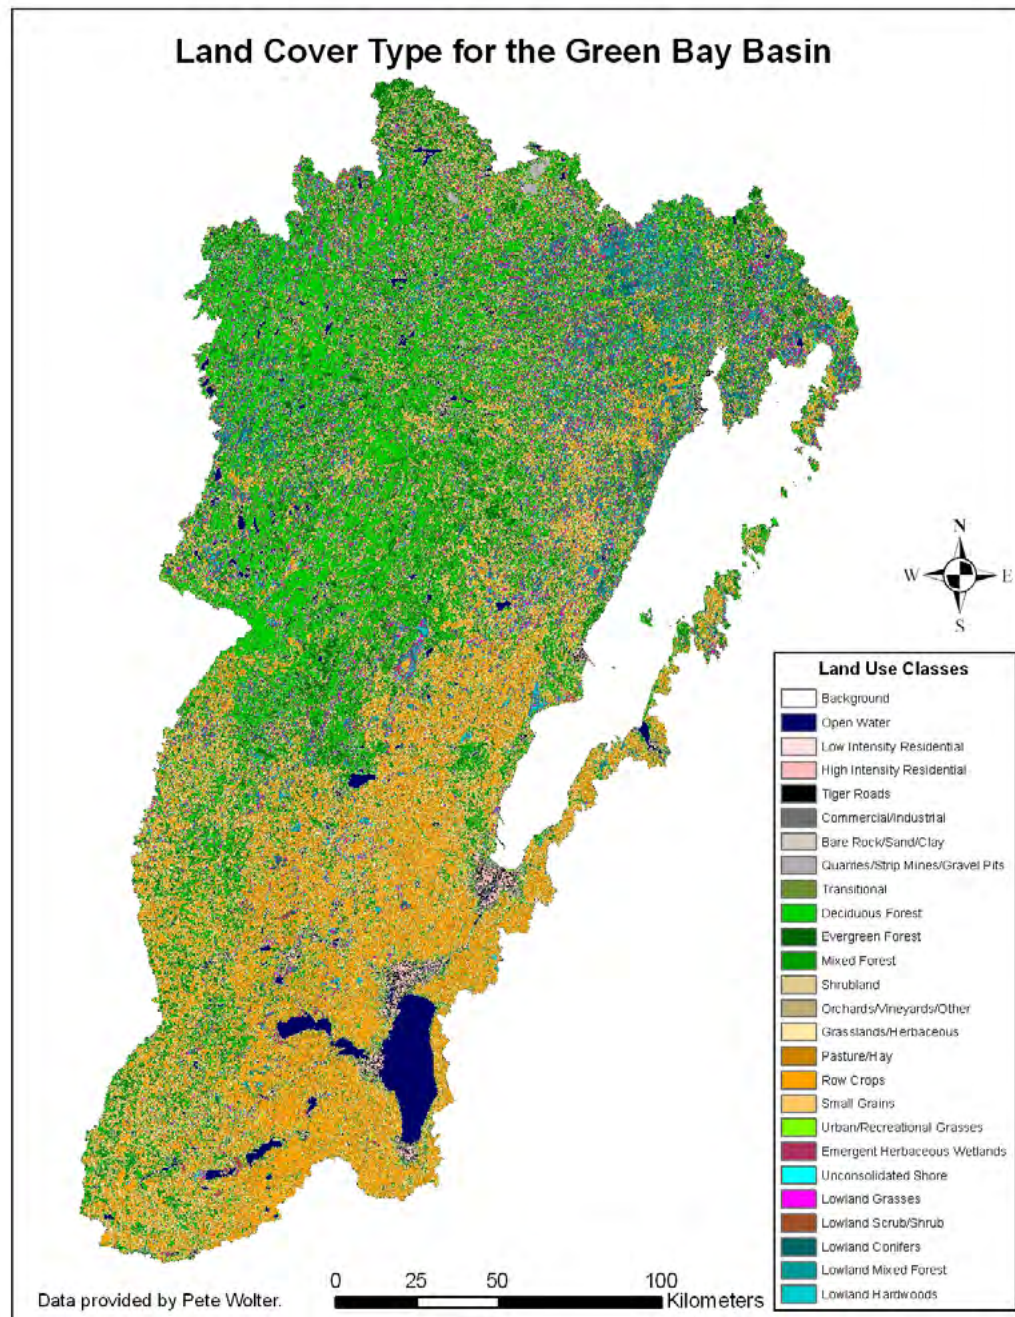 Land Cover Type for the Green Bay Basin
N
W
E
S
Land Use Classes
Background
Open Water
Low Intensity Residential
High Intensity Residential
Tiger Roads
Commercial/Industrial
Bare Rock/Sand/Clay
Quarries/Strip Mines/Gravel Pits
Transitional
Deciduous Forest
Evergreen Forest
Mixed Forest
Shrubland
Orchards/Vineyards/Other
Grasslands/Herbaceous
Pasture/Hay
Row Crops
Small Grains
Urban/Recreational Grasses
Emergent Herbaceous Wetlands
Unconsolidated Shore
Lowland Grasses
Lowland Scrub/Shrub
Lowland Conifers
Lowland Mixed Forest
Lowland Hardwoods
0 25 50 100
Kilometers
Data provided by Pete Wolter.